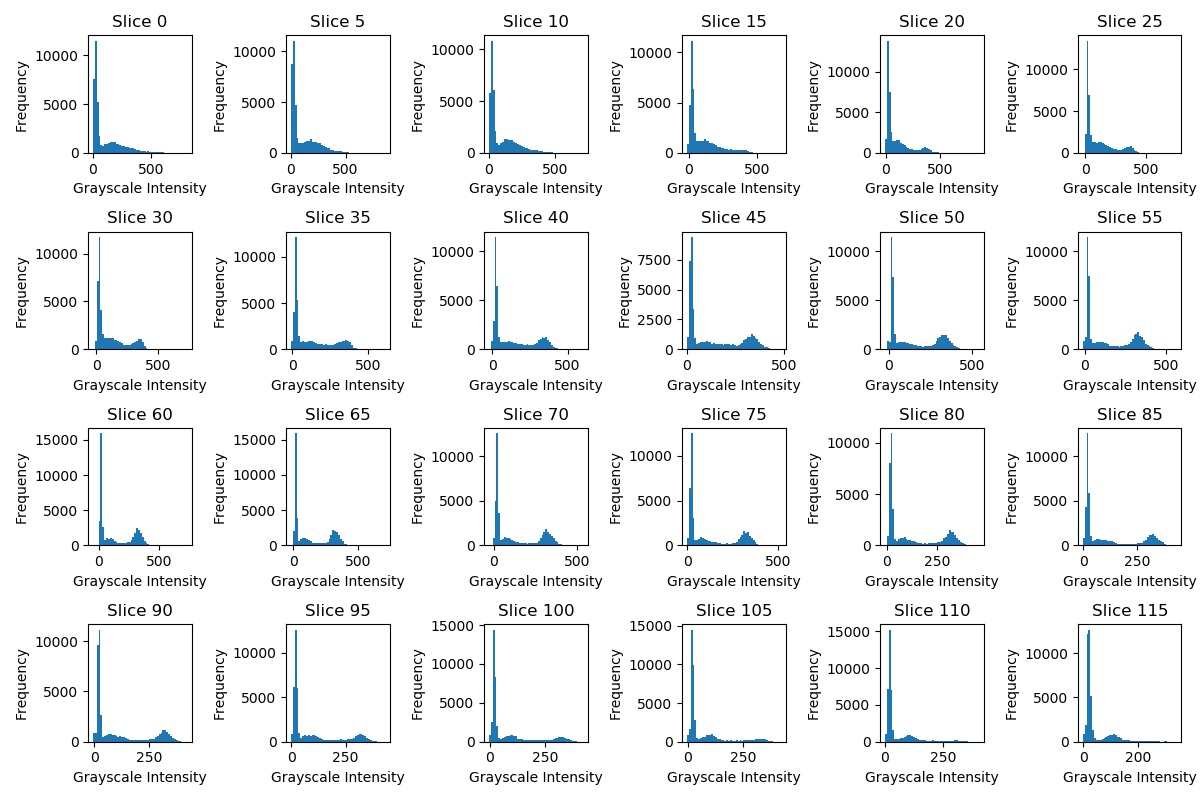 Slice 0 Slice 5 Slice 10 Slice 15 Slice 20 Slice 25
Frequency Frequency Frequency Frequency Frequency Frequency
10000 10000 10000 10000 10000 10000
5000 5000 5000 5000 5000 5000
0 0 0 0 0 0
0 500 0 500 0 500 0 500 0 500 0 500
Grayscale Intensity Grayscale Intensity Grayscale Intensity Grayscale Intensity Grayscale Intensity Grayscale Intensity
Slice 30 Slice 35 Slice 40 Slice 45 Slice 50 Slice 55
Frequency Frequency Frequency Frequency Frequency Frequency
10000 10000 10000 7500 10000 10000
5000 5000 5000 5000 5000 5000
2500
0 0 0 0 0 0
0 500 0 500 0 500 0 500 0 500 0 500
Grayscale Intensity Grayscale Intensity Grayscale Intensity Grayscale Intensity Grayscale Intensity Grayscale Intensity
Slice 60 Slice 65 Slice 70 Slice 75 Slice 80 Slice 85
Frequency Frequency Frequency Frequency Frequency Frequency
15000 15000
10000 10000 10000 10000 10000 10000
5000 5000 5000 5000 5000 5000
0 0 0 0 0 0
0 500 0 500 0 500 0 500 0 250 0 250
Grayscale Intensity Grayscale Intensity Grayscale Intensity Grayscale Intensity Grayscale Intensity Grayscale Intensity
Slice 90 Slice 95 Slice 100 Slice 105 Slice 110 Slice 115
Frequency Frequency Frequency Frequency Frequency Frequency
15000 15000 15000
10000 10000 10000 10000 10000 10000
5000 5000 5000 5000 5000 5000
0 0 0 0 0 0
0 250 0 250 0 250 0 250 0 250 0 200
Grayscale Intensity Grayscale Intensity Grayscale Intensity Grayscale Intensity Grayscale Intensity Grayscale Intensity